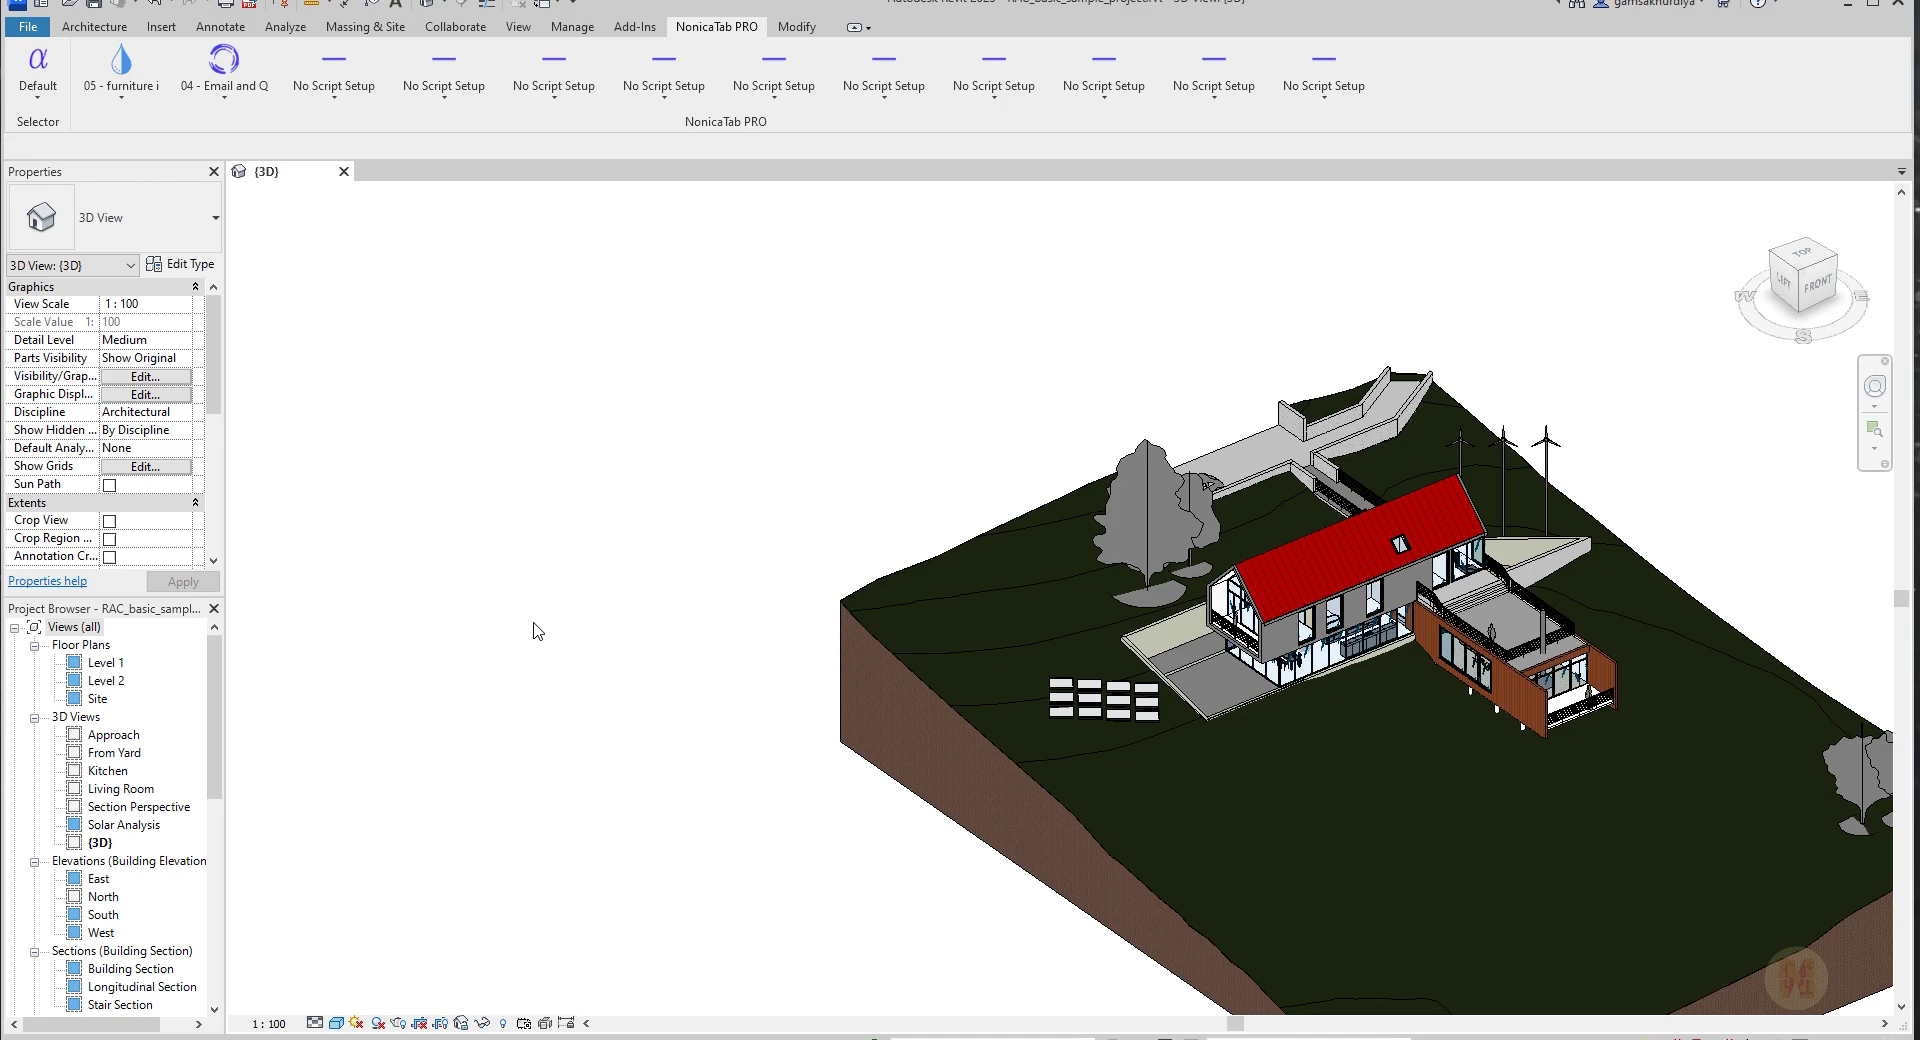 gamsakhurdiya
File Architecture Insert Annotate Analyze Massing & Site Collaborate View Add-Ins Manage NonicaTab PRO Modify
α
Default 05 - furniture i 04 - Email and Q No Script Setup No Script Setup No Script Setup No Script Setup No Script Setup No Script Setup No Script Setup No Script Setup No Script Setup No Script Setup
Selector NonicaTab PRO
Properties
{3D}
3D View
3D View: {3D} Edit Type
Graphics
View Scale 1 : 100
Scale Value 1: 100
Detail Level Medium
Parts Visibility Show Original
Visibility/Grap... Edit...
Graphic Displ... Edit...
Discipline Architectural
Show Hidden ... By Discipline
Default Analy... None
Show Grids Edit...
Sun Path
Extents
Crop View
Crop Region ...
Annotation Cr...
Properties help Apply
Project Browser - RAC_basic_sampl...
Views (all)
Floor Plans
Level 1
Level 2
Site
3D Views
Approach
From Yard
Kitchen
Living Room
Section Perspective
Solar Analysis
{3D}
Elevations (Building Elevation
East
North
South
West
Sections (Building Section)
Building Section
Longitudinal Section
Stair Section
TOP
LEFT FRONT
W E
S
1 : 100